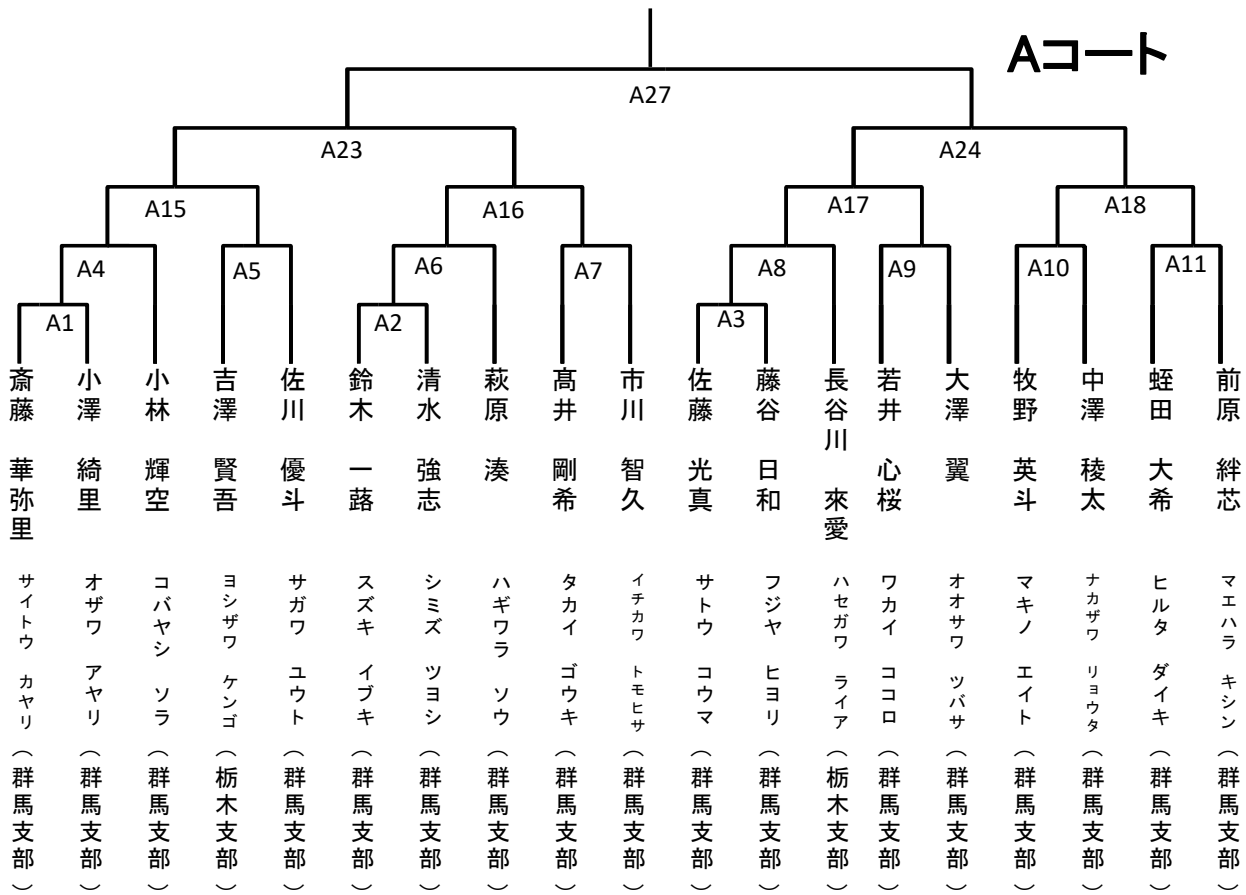 Aコート
A27
A23
A24
A15
A16
A17
A18
A4
A5
A6
A7
A8
A9
A10
A11
A1
A2
A3
斎藤 華弥里 サイトウ カヤリ (群馬支部)
小澤 綺里 オザワ アヤリ (群馬支部)
小林 輝空 コバヤシ ソラ (群馬支部)
吉澤 賢吾 ヨシザワ ケンゴ (栃木支部)
佐川 優斗 サガワ ユウト (群馬支部)
鈴木 一蕗 スズキ イブキ (群馬支部)
清水 強志 シミズ ツヨシ (群馬支部)
萩原 湊 ハギワラ ソウ (群馬支部)
髙井 剛希 タカイ ゴウキ (群馬支部)
市川 智久 イチカワ トモヒサ (群馬支部)
佐藤 光真 サトウ コウマ (群馬支部)
藤谷 日和 フジヤ ヒヨリ (群馬支部)
長谷川 來愛 ハセガワ ライア (栃木支部)
若井 心桜 ワカイ ココロ (群馬支部)
大澤 翼 オオサワ ツバサ (群馬支部)
牧野 英斗 マキノ エイト (群馬支部)
中澤 稜太 ナカザワ リョウタ (群馬支部)
蛭田 大希 ヒルタ ダイキ (群馬支部)
前原 絆芯 マエハラ キシン (群馬支部)